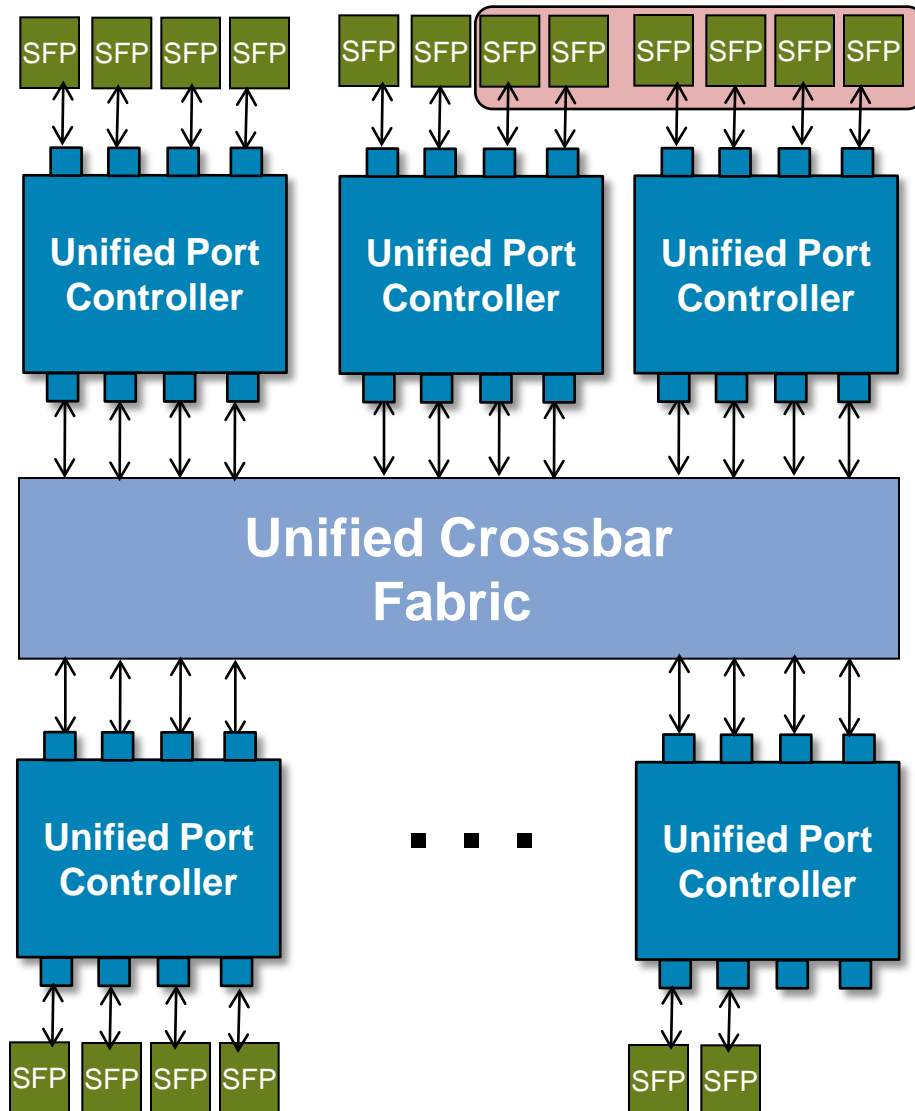 SFP SFP SFP SFP SFP SFP SFP SFP SFP SFP SFP SFP
Unified Port
Controller
Unified Port
Controller
Unified Port
Controller
Unified Crossbar
Fabric
Unified Port
Controller
. . .
Unified Port
Controller
SFP SFP SFP SFP SFP SFP